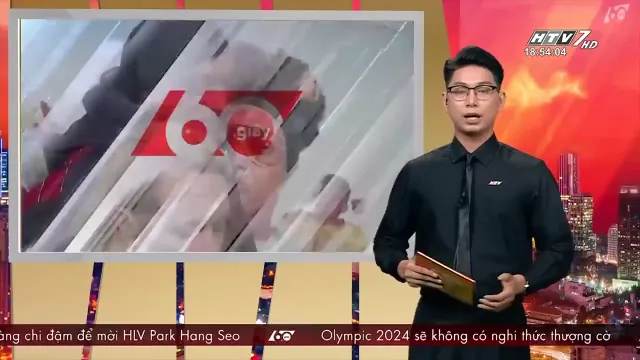 HTV7 HD
18:54:04
60 giây
HTV
àng chi đậm để mời HLV Park Hang Seo 60 Olympic 2024 sẽ không có nghi thức thượng cờ